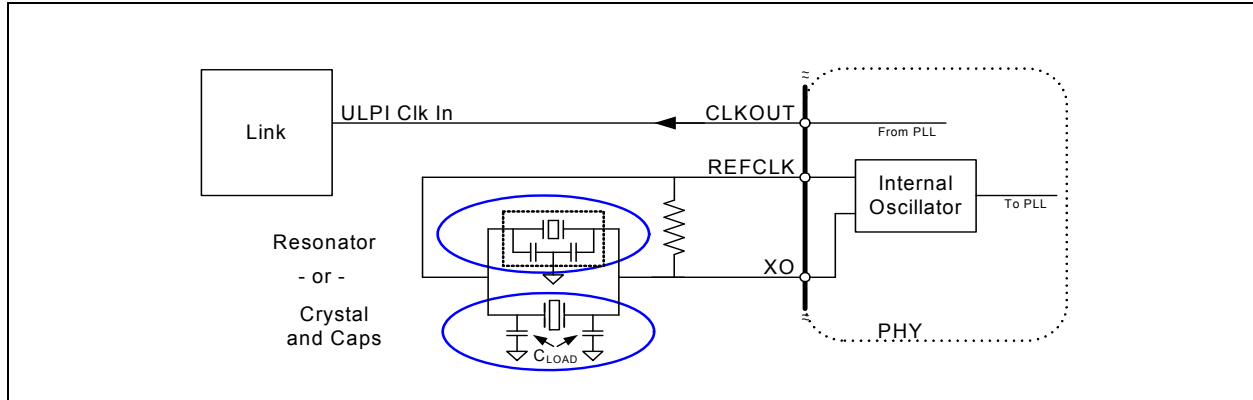 ULPI Clk In
CLKOUT
Link
From PLL
REFCLK
Internal
Oscillator
To PLL
Resonator
- or -
Crystal
and Caps
XO
CLOAD
PHY